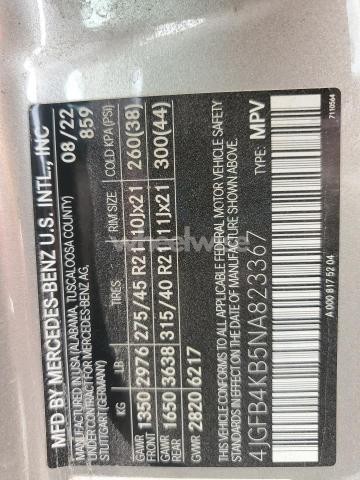 MFD BY MERCEDES-BENZ U.S. INTL., INC
IN USA (ALABAMA, TUSCALOOSA COUNTY) 08/22
UNDER CONTRACT FOR MERCEDES-BENZ AG, 859
STUTTGART (GERMANY)
KG LB TIRES RIM SIZE COLD KPA (PSI)
GAWR FRONT 1350 2976 275/45 R21 10Jx21 260(38)
GAWR REAR 1650 3638 315/40 R21 11Jx21 300(44)
GVWR 2820 6217
THIS VEHICLE CONFORMS TO ALL APPLICABLE FEDERAL MOTOR VEHICLE SAFETY
STANDARDS IN EFFECT ON THE DATE OF MANUFACTURE SHOWN ABOVE.
4JGFB4KB5NA823367 TYPE: MPV
A 000 817 52 04
7110564
wheelwise